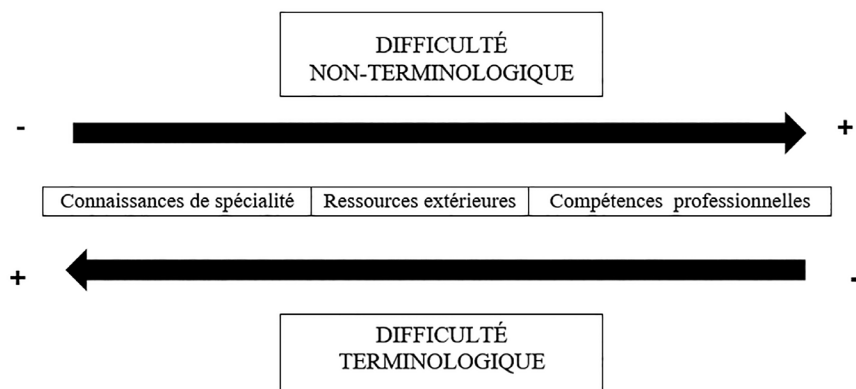 DIFFICULTÉ
NON-TERMINOLOGIQUE
- +
Connaissances de spécialité Ressources extérieures Compétences professionnelles
+ -
DIFFICULTÉ
TERMINOLOGIQUE